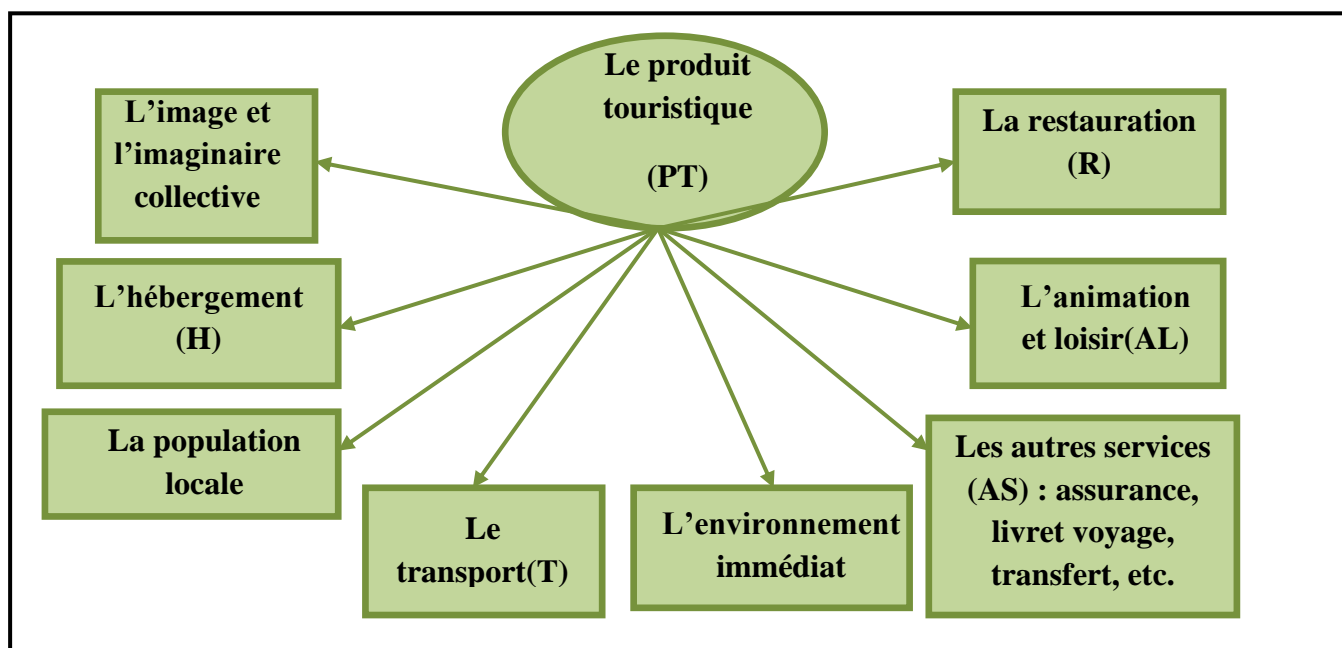 Le produit
touristique
(PT)
L’image et
l’imaginaire
collective
La restauration
(R)
L’hébergement
(H)
L’animation
et loisir(AL)
La population
locale
Le
transport(T)
L’environnement
immédiat
Les autres services
(AS) : assurance,
livret voyage,
transfert, etc.